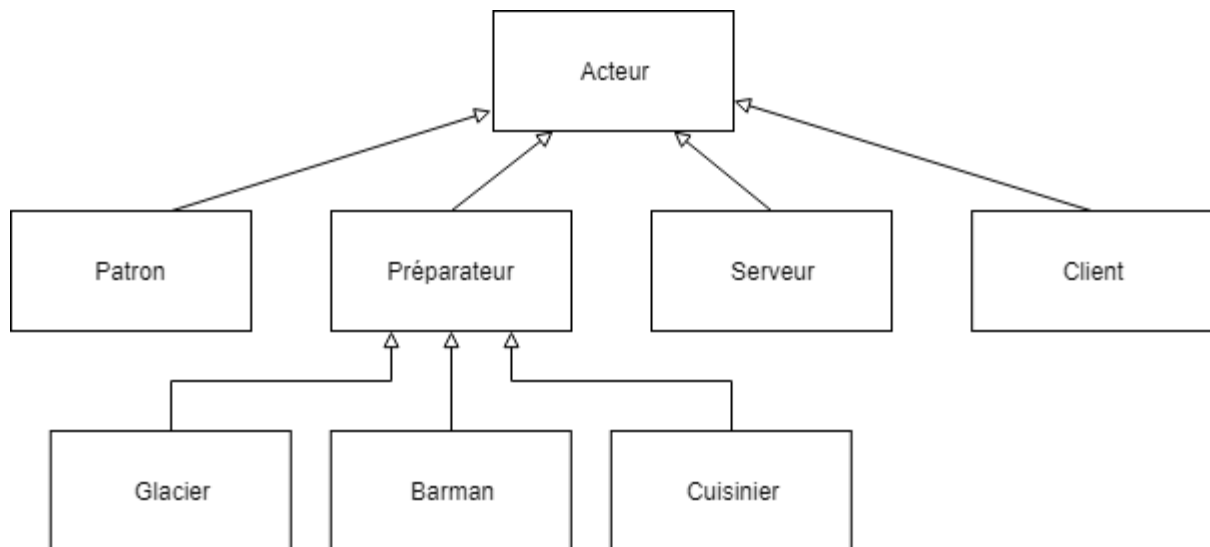 Acteur
Patron
Préparateur
Serveur
Client
Glacier
Barman
Cuisinier